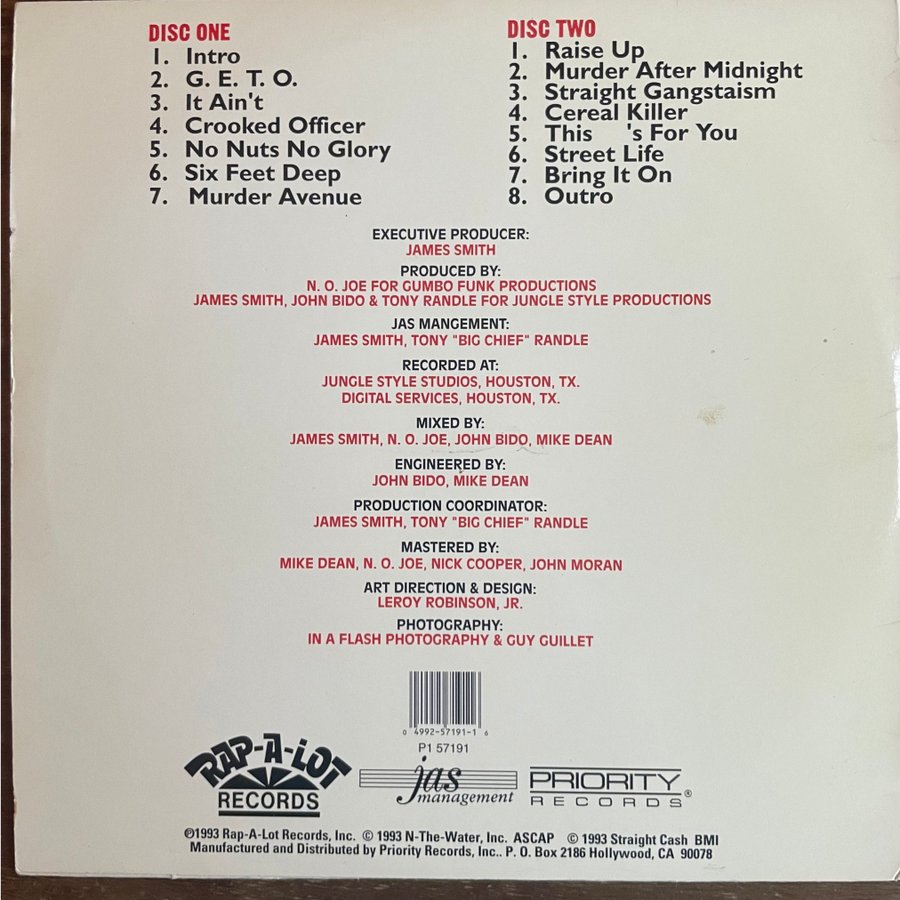 DISC ONE
1. Intro
2. G. E. T. O.
3. It Ain't
4. Crooked Officer
5. No Nuts No Glory
6. Six Feet Deep
7. Murder Avenue
DISC TWO
1. Raise Up
2. Murder After Midnight
3. Straight Gangstaism
4. Cereal Killer
5. This 's For You
6. Street Life
7. Bring It On
8. Outro
EXECUTIVE PRODUCER:
JAMES SMITH
PRODUCED BY:
N. O. JOE FOR GUMBO FUNK PRODUCTIONS
JAMES SMITH, JOHN BIDO & TONY RANDLE FOR JUNGLE STYLE PRODUCTIONS
JAS MANGEMENT:
JAMES SMITH, TONY "BIG CHIEF" RANDLE
RECORDED AT:
JUNGLE STYLE STUDIOS, HOUSTON, TX.
DIGITAL SERVICES, HOUSTON, TX.
MIXED BY:
JAMES SMITH, N. O. JOE, JOHN BIDO, MIKE DEAN
ENGINEERED BY:
JOHN BIDO, MIKE DEAN
PRODUCTION COORDINATOR:
JAMES SMITH, TONY "BIG CHIEF" RANDLE
MASTERED BY:
MIKE DEAN, N. O. JOE, NICK COOPER, JOHN MORAN
ART DIRECTION & DESIGN:
LEROY ROBINSON, JR.
PHOTOGRAPHY:
IN A FLASH PHOTOGRAPHY & GUY GUILLET
0 4992-57191-1 6
P1 57191
RAP-A-LOT
RECORDS
jas
management
PRIORITY
RECORDS®
℗1993 Rap-A-Lot Records, Inc. © 1993 N-The-Water, Inc. ASCAP © 1993 Straight Cash BMI
Manufactured and Distributed by Priority Records, Inc.. P. O. Box 2186 Hollywood, CA 90078